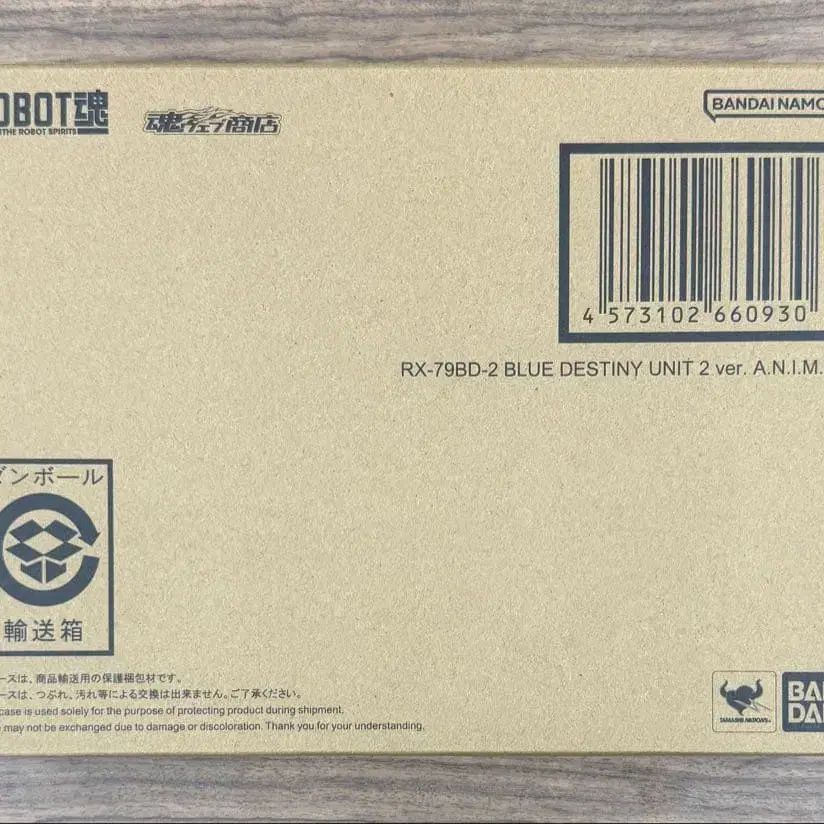 OBOT魂
THE ROBOT SPIRITS
魂ウェブ商店
BANDAI NAMCO
4 573102 660930
RX-79BD-2 BLUE DESTINY UNIT 2 ver. A.N.I.M.
ダンボール
輸送箱
ースは、商品輸送用の保護梱包材です。
ースは、つぶれ、汚れ等による交換は出来ません。ご了承ください。
case is used solely for the purpose of protecting product during shipment.
may not be exchanged due to damage or discoloration. Thank you for your understanding.
TAMASHII NATIONS
BAN
DAI